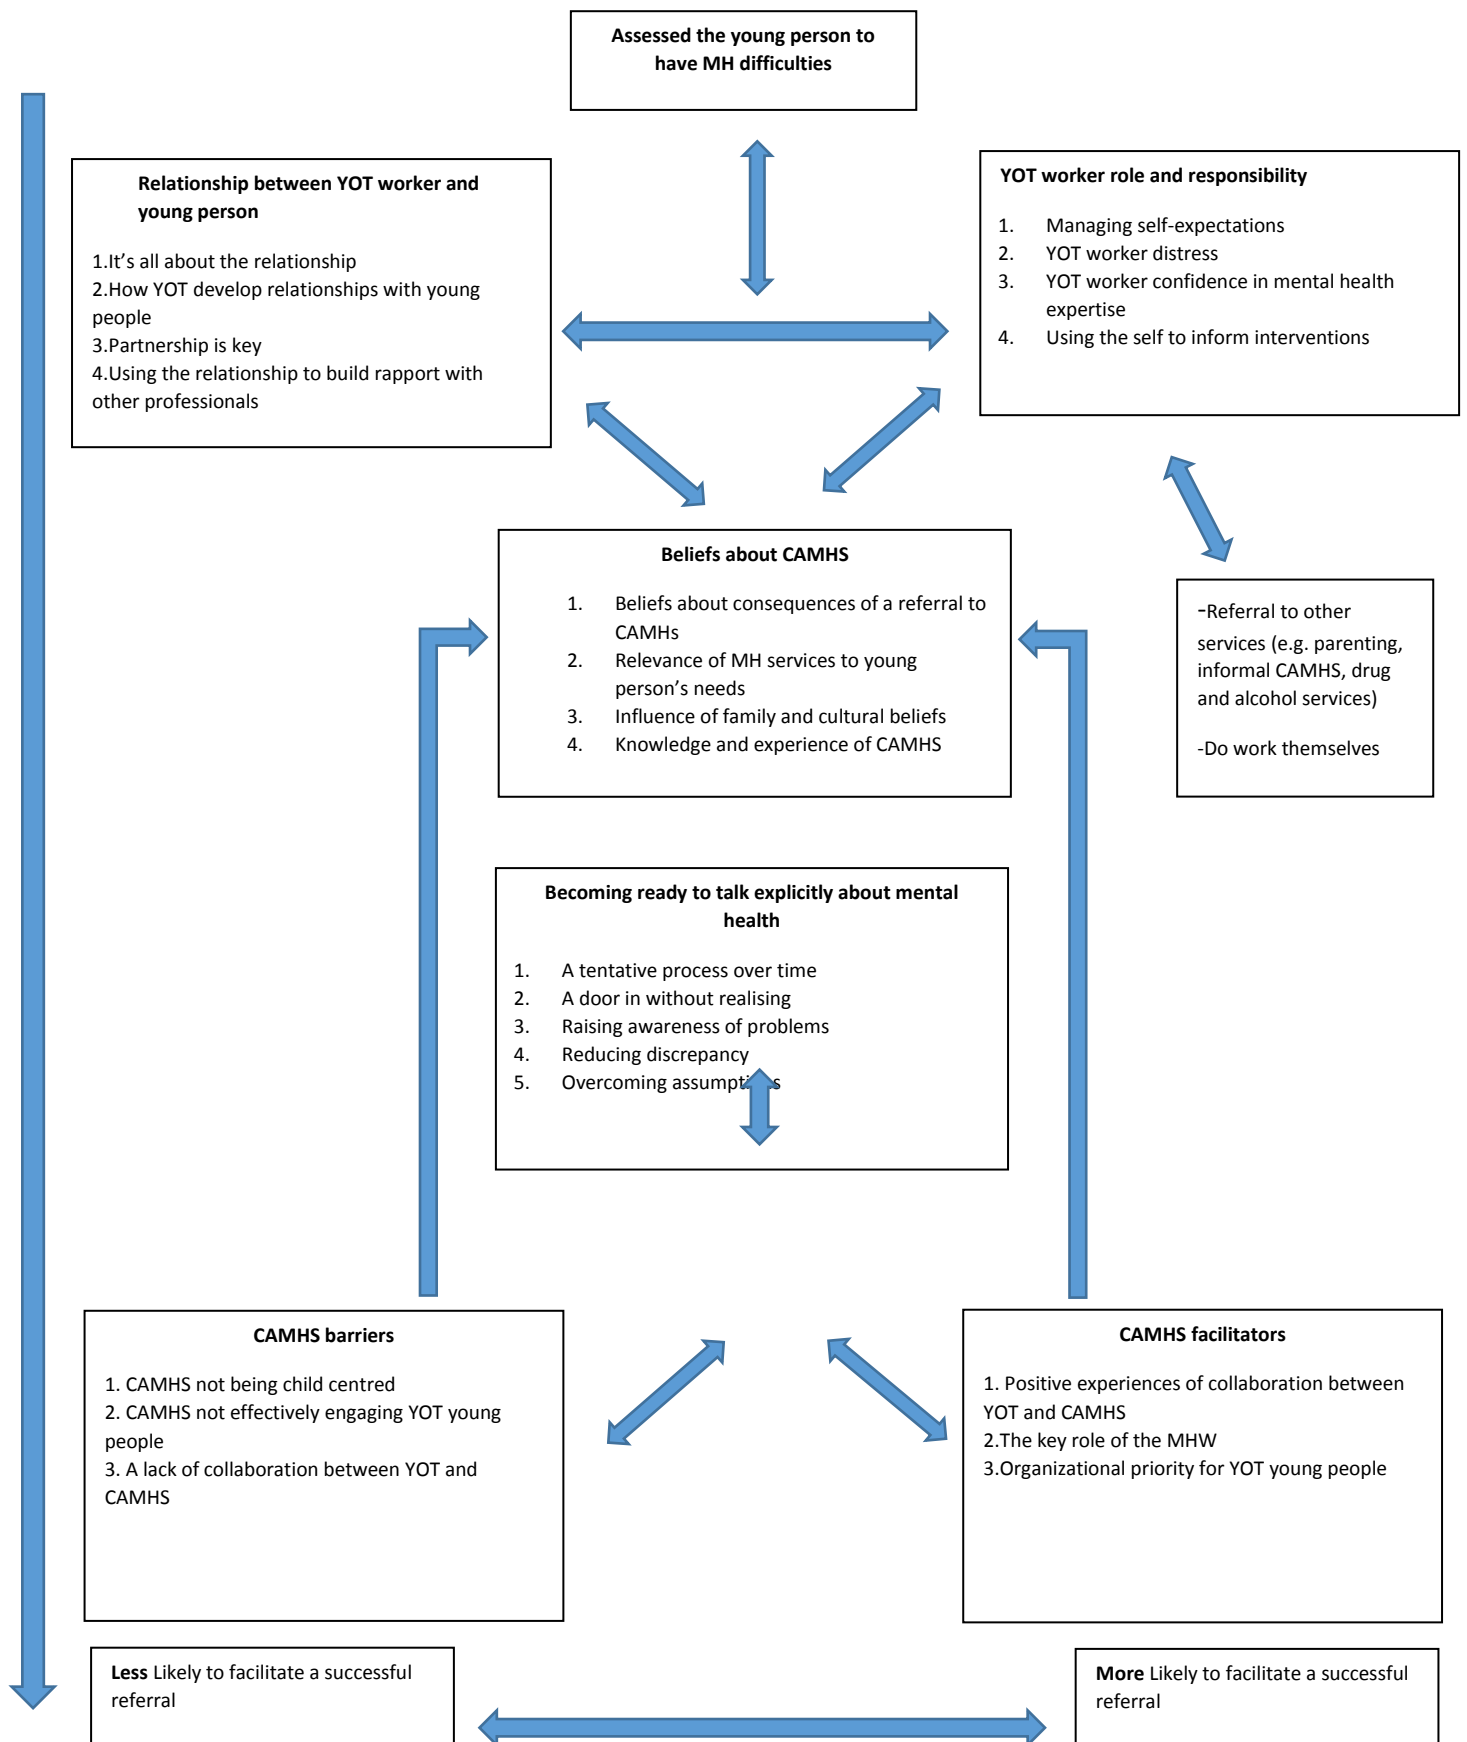 Assessed the young person to
have MH difficulties
Relationship between YOT worker and
young person
1.It’s all about the relationship
2.How YOT develop relationships with young
people
3.Partnership is key
4.Using the relationship to build rapport with
other professionals
YOT worker role and responsibility
1. Managing self-expectations
2. YOT worker distress
3. YOT worker confidence in mental health
expertise
4. Using the self to inform interventions
Beliefs about CAMHS
1. Beliefs about consequences of a referral to
CAMHs
2. Relevance of MH services to young
person’s needs
3. Influence of family and cultural beliefs
4. Knowledge and experience of CAMHS
-Referral to other
services (e.g. parenting,
informal CAMHS, drug
and alcohol services)
-Do work themselves
Becoming ready to talk explicitly about mental
health
1. A tentative process over time
2. A door in without realising
3. Raising awareness of problems
4. Reducing discrepancy
5. Overcoming assumptions
CAMHS barriers
1. CAMHS not being child centred
2. CAMHS not effectively engaging YOT young
people
3. A lack of collaboration between YOT and
CAMHS
CAMHS facilitators
1. Positive experiences of collaboration between
YOT and CAMHS
2.The key role of the MHW
3.Organizational priority for YOT young people
Less Likely to facilitate a successful
referral
More Likely to facilitate a successful
referral